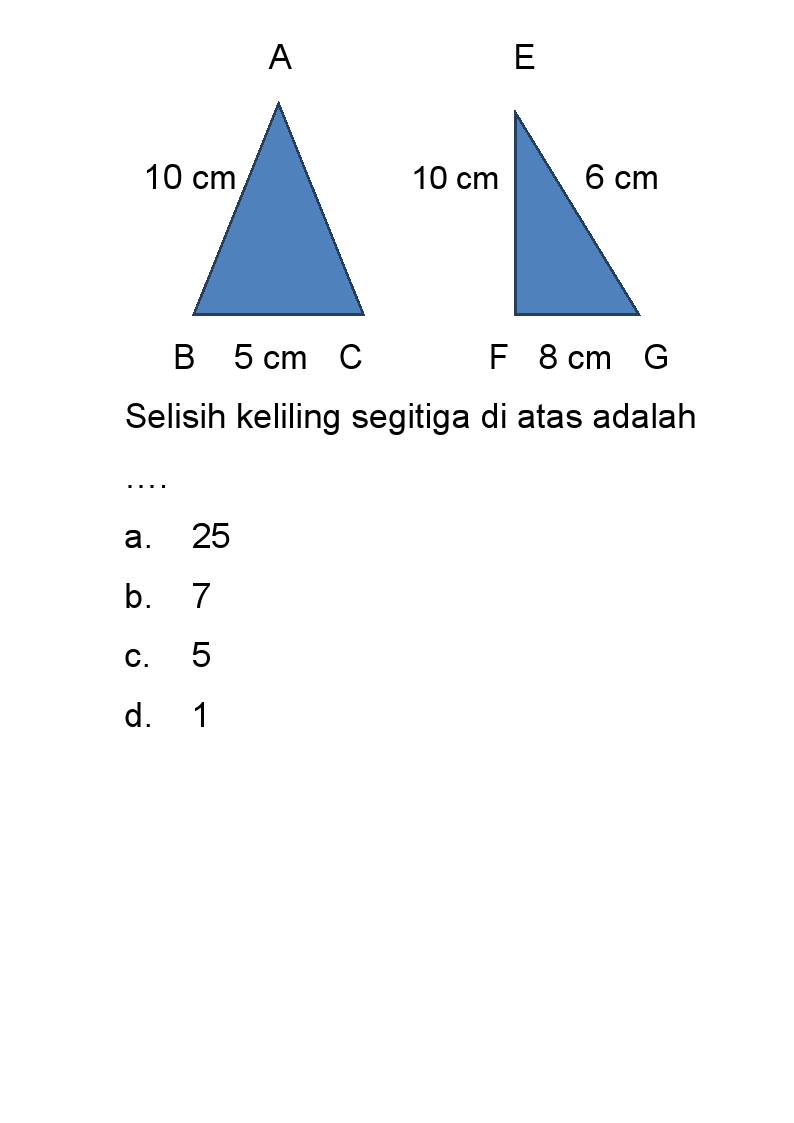 A E
10 cm 10 cm 6 cm
B 5 cm C F 8 cm G
Selisih keliling segitiga di atas adalah
….
a. 25
b. 7
c. 5
d. 1